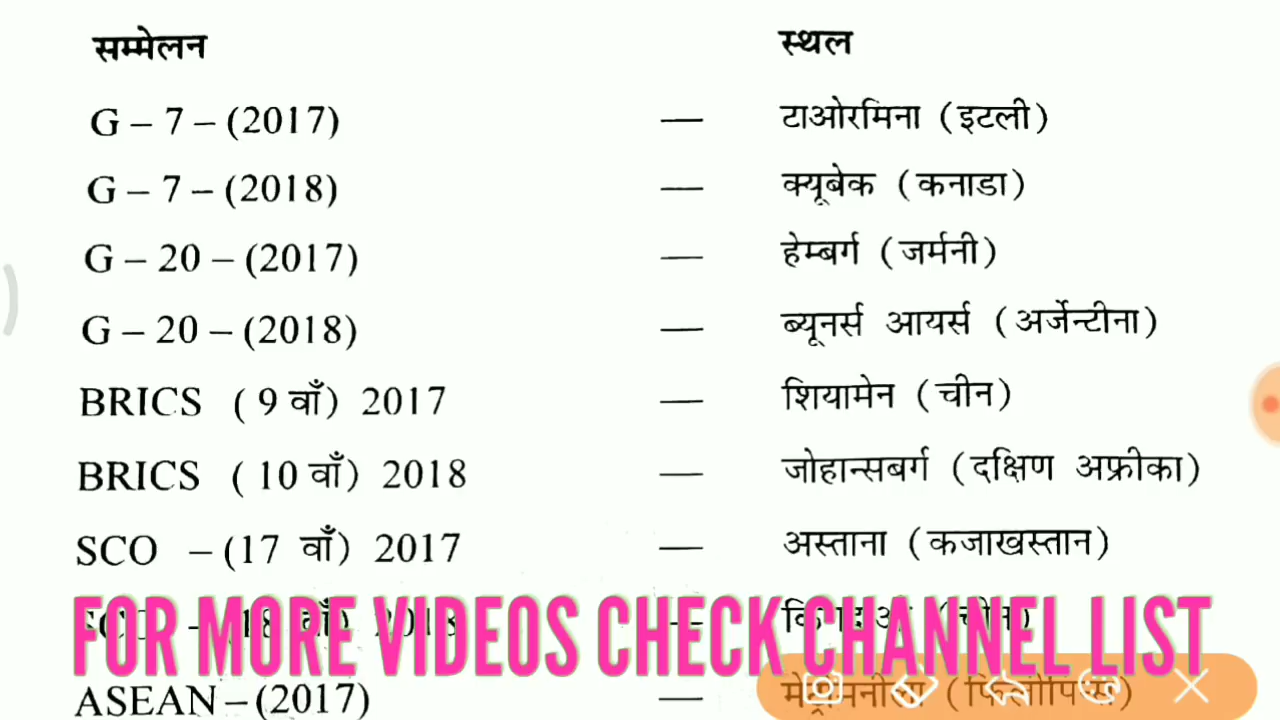 सम्मेलन स्थल
G – 7 – (2017) — टाओरमिना (इटली)
G – 7 – (2018) — क्यूबेक (कनाडा)
G – 20 – (2017) — हेम्बर्ग (जर्मनी)
G – 20 – (2018) — ब्यूनर्स आयर्स (अर्जेन्टीना)
BRICS ( 9 वाँ) 2017 — शियामेन (चीन)
BRICS ( 10 वाँ) 2018 — जोहान्सबर्ग (दक्षिण अफ्रीका)
SCO – (17 वाँ) 2017 — अस्ताना (कजाखस्तान)
(18 वाँ) 2018 — (चीन)
FOR MORE VIDEOS CHECK CHANNEL LIST
ASEAN – (2017) —